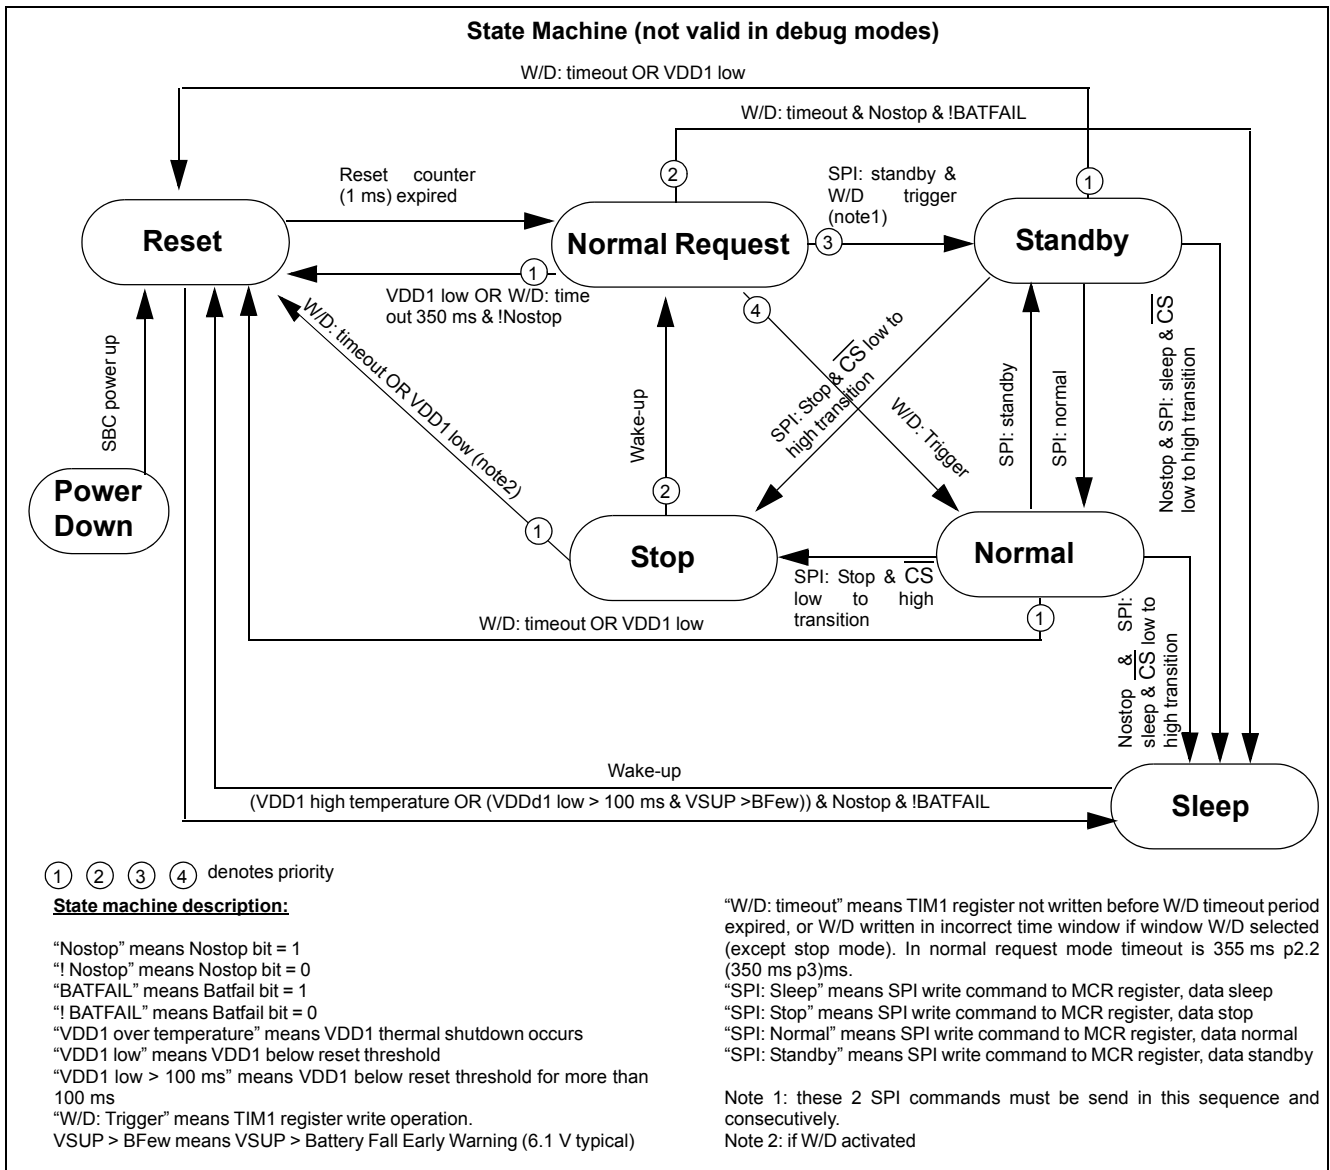 State Machine (not valid in debug modes)
W/D: timeout OR VDD1 low
W/D: timeout & Nostop & !BATFAIL
Reset counter
(1 ms) expired
2
SPI: standby &
W/D trigger
(note1)
1
Reset
Normal Request
3
Standby
1
VDD1 low OR W/D: time
out 350 ms & !Nostop
4
SBC power up
W/D: timeout OR VDD1 low (note2)
Wake-up
SPI: Stop & CS low to
high transition
W/D: Trigger
SPI: standby
SPI: normal
Nostop & SPI: sleep & CS
low to high transition
Power
Down
2
1
Stop
Normal
SPI: Stop & CS
low to high
transition
1
W/D: timeout OR VDD1 low
Nostop & SPI:
sleep & CS low to
high transition
Wake-up
(VDD1 high temperature OR (VDDd1 low > 100 ms & VSUP >BFew)) & Nostop & !BATFAIL
Sleep
1 2 3 4 denotes priority
State machine description:
"Nostop" means Nostop bit = 1
"! Nostop" means Nostop bit = 0
"BATFAIL" means Batfail bit = 1
"! BATFAIL" means Batfail bit = 0
"VDD1 over temperature" means VDD1 thermal shutdown occurs
"VDD1 low" means VDD1 below reset threshold
"VDD1 low > 100 ms" means VDD1 below reset threshold for more than
100 ms
"W/D: Trigger" means TIM1 register write operation.
VSUP > BFew means VSUP > Battery Fall Early Warning (6.1 V typical)
"W/D: timeout" means TIM1 register not written before W/D timeout period
expired, or W/D written in incorrect time window if window W/D selected
(except stop mode). In normal request mode timeout is 355 ms p2.2
(350 ms p3)ms.
"SPI: Sleep" means SPI write command to MCR register, data sleep
"SPI: Stop" means SPI write command to MCR register, data stop
"SPI: Normal" means SPI write command to MCR register, data normal
"SPI: Standby" means SPI write command to MCR register, data standby
Note 1: these 2 SPI commands must be send in this sequence and
consecutively.
Note 2: if W/D activated